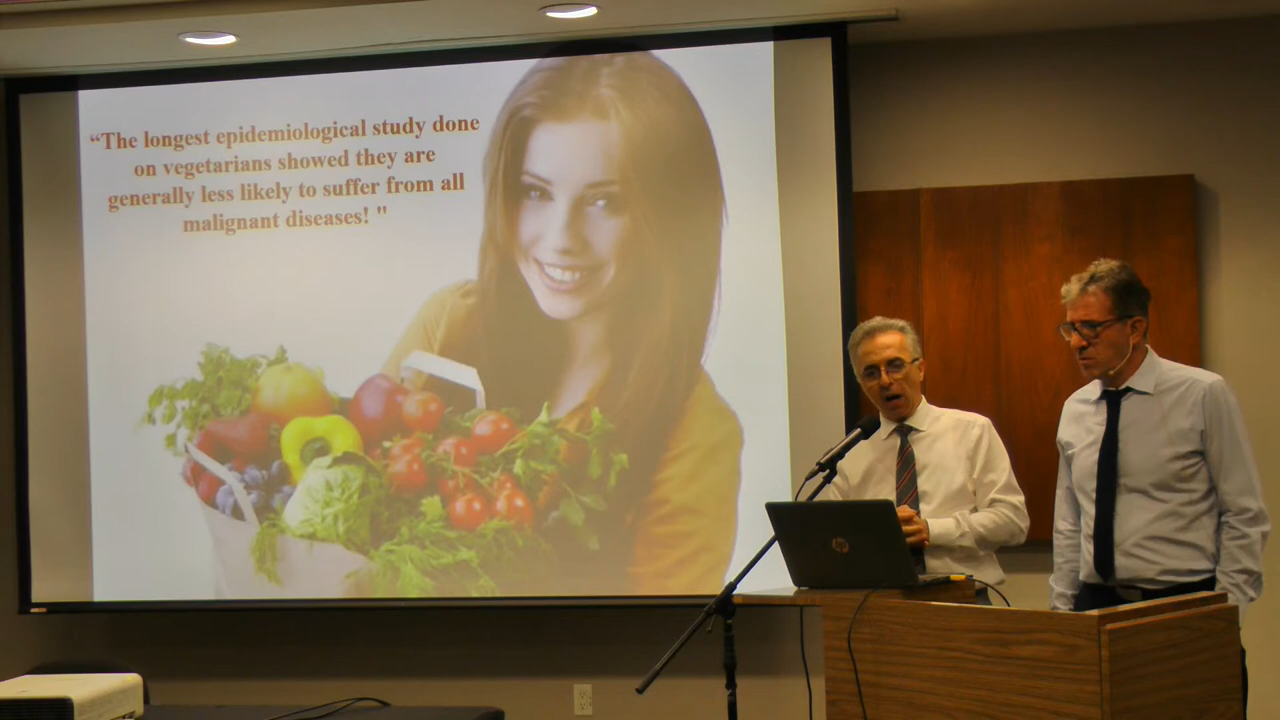 “The longest epidemiological study done
on vegetarians showed they are
generally less likely to suffer from all
malignant diseases! "
hp